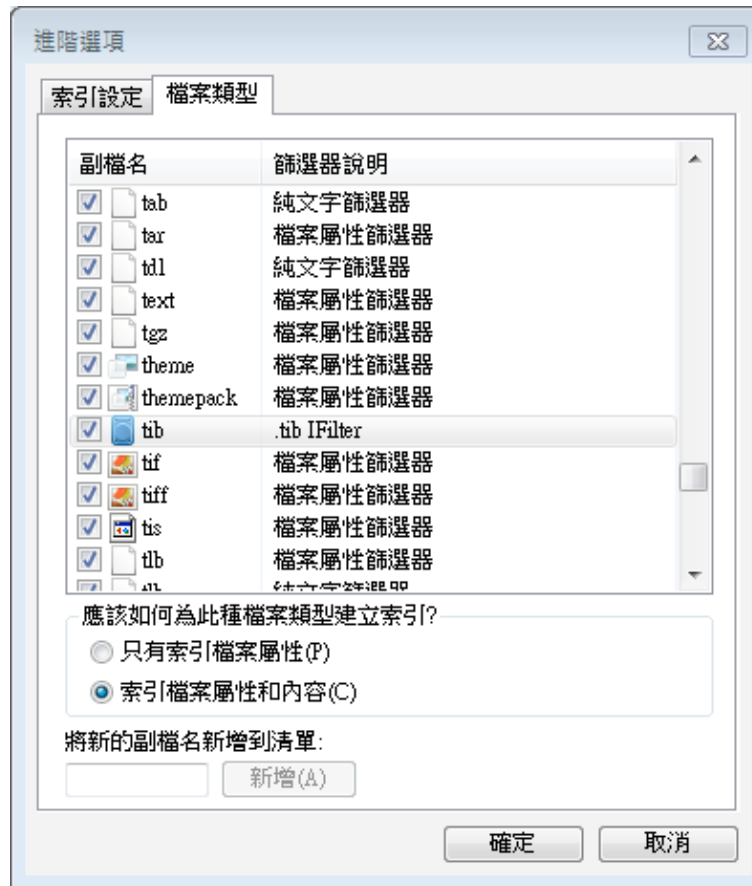 進階選項
索引設定 檔案類型
副檔名 篩選器說明
tab 純文字篩選器
tar 檔案屬性篩選器
tdl 純文字篩選器
text 檔案屬性篩選器
tgz 檔案屬性篩選器
theme 檔案屬性篩選器
themepack 檔案屬性篩選器
tib .tib IFilter
tif 檔案屬性篩選器
tiff 檔案屬性篩選器
tis 檔案屬性篩選器
tlb 檔案屬性篩選器
純文字篩選器
應該如何為此種檔案類型建立索引?
只有索引檔案屬性(P)
索引檔案屬性和內容(C)
將新的副檔名新增到清單:
新增(A)
確定 取消